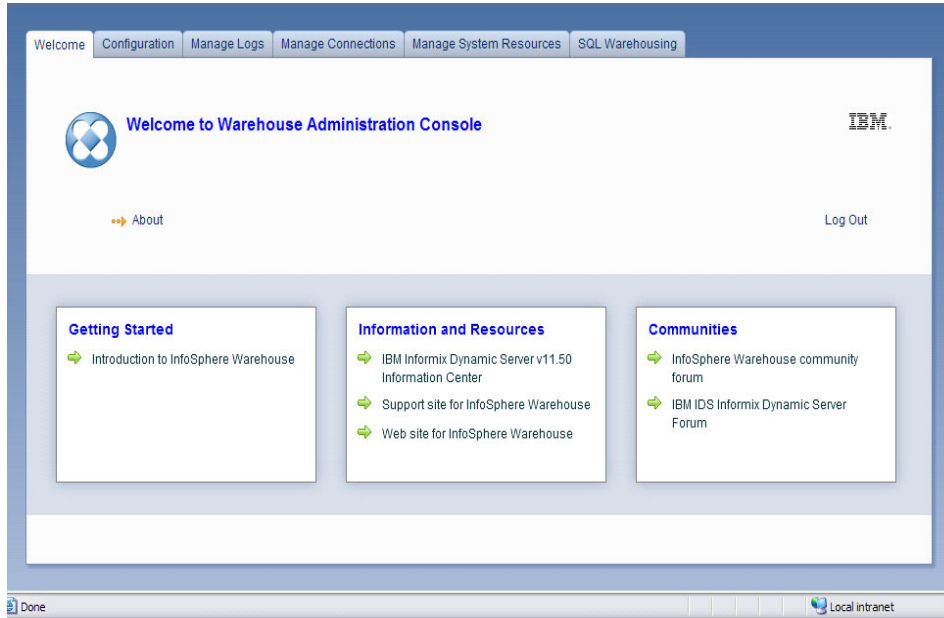 Welcome
Configuration
Manage Logs
Manage Connections
Manage System Resources
SQL Warehousing
Welcome to Warehouse Administration Console
IBM.
About
Log Out
Getting Started
Introduction to InfoSphere Warehouse
Information and Resources
IBM Informix Dynamic Server v11.50
Information Center
Support site for InfoSphere Warehouse
Web site for InfoSphere Warehouse
Communities
InfoSphere Warehouse community
forum
IBM IDS Informix Dynamic Server
Forum
Done
Local intranet